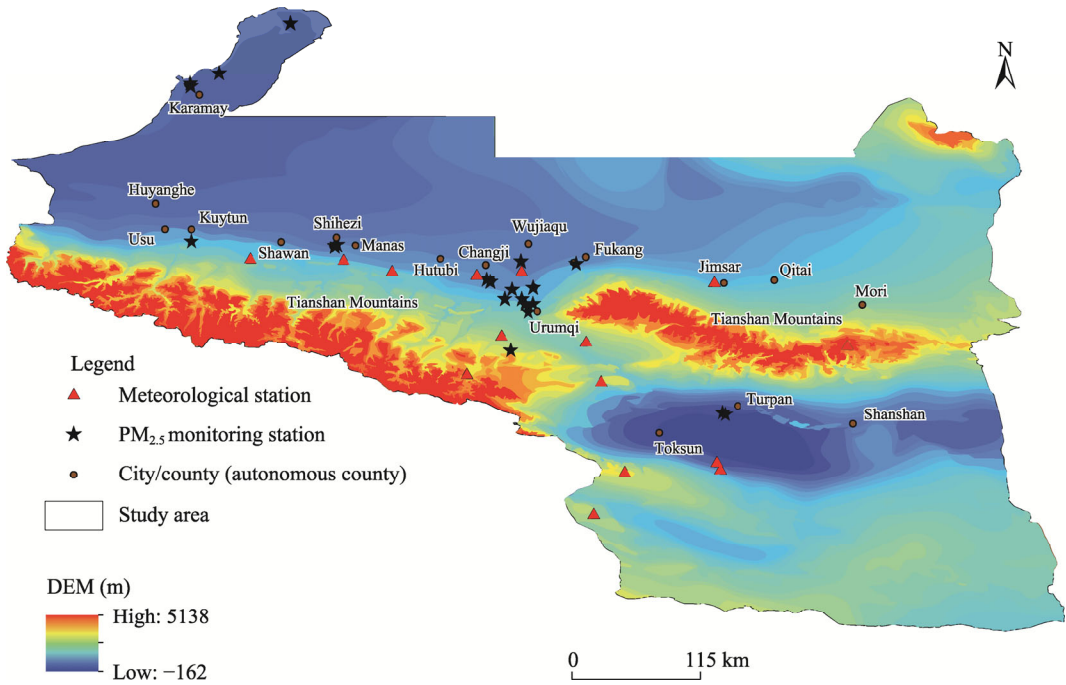 N
Karamay
Huyanghe
Kuytun
Usu
Shihezi
Shawan
Manas
Wujiaqu
Changji
Hutubi
Fukang
Jimsar
Qitai
Mori
Tianshan Mountains
Tianshan Mountains
Urumqi
Turpan
Shanshan
Toksun
Legend
Meteorological station
PM2.5 monitoring station
City/county (autonomous county)
Study area
DEM (m)
High: 5138
Low: −162
0 115 km